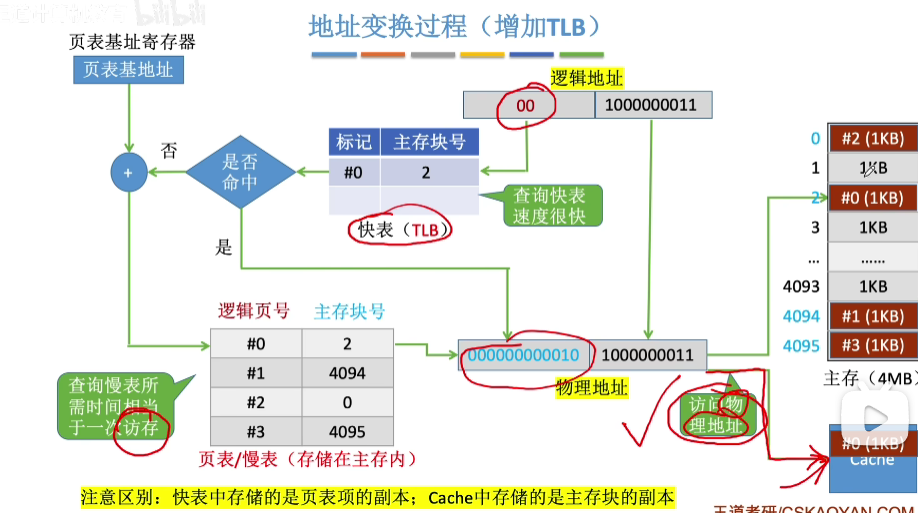 地址变换过程（增加TLB）
页表基址寄存器
页表基地址
逻辑地址
00 1000000011
标记 主存块号
#0 2
否
+
是否
命中
查询快表
速度很快
快表（TLB）
是
0 #2 (1KB)
1 1KB
2 #0 (1KB)
3 1KB
... ......
4093 1KB
4094 #1 (1KB)
4095 #3 (1KB)
主存（4MB）
逻辑页号 主存块号
#0 2
#1 4094
#2 0
#3 4095
页表/慢表（存储在主存内）
查询慢表所
需时间相当
于一次访存
000000000010 1000000011
物理地址
访问物
理地址
#0 (1KB)
Cache
注意区别：快表中存储的是页表项的副本；Cache中存储的是主存块的副本
王道考研/CSKAOYAN.COM